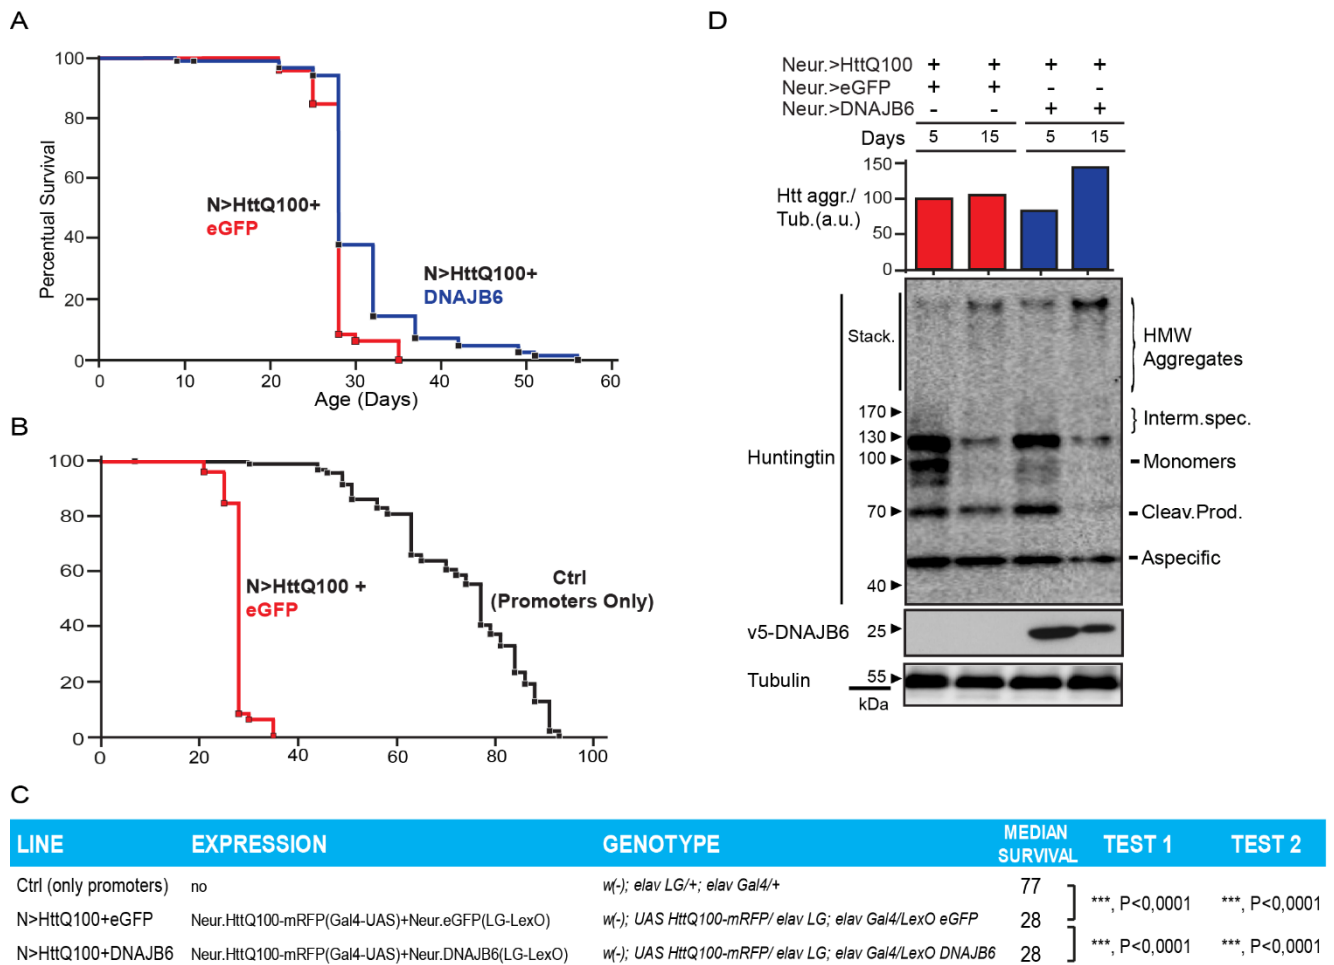 A
100
80
60
40
20
0
Percentual Survival
N>HttQ100+
eGFP
N>HttQ100+
DNAJB6
0 10 20 30 40 50 60
Age (Days)
B
100
80
60
40
20
0
N>HttQ100 +
eGFP
Ctrl
(Promoters Only)
0 20 40 60 80 100
D
Neur.>HttQ100 + + + +
Neur.>eGFP + + - -
Neur.>DNAJB6 - - + +
Days 5 15 5 15
150
100
50
0
Htt aggr./
Tub.(a.u.)
Stack.
HMW
Aggregates
170
Interm.spec.
130
Huntingtin
100
Monomers
70
Cleav.Prod.
Aspecific
40
v5-DNAJB6 25
Tubulin 55
kDa
C
LINE EXPRESSION GENOTYPE MEDIAN SURVIVAL TEST 1 TEST 2
Ctrl (only promoters) no w(-); elav LG/+; elav Gal4/+ 77
***, P<0,0001 ***, P<0,0001
N>HttQ100+eGFP Neur.HttQ100-mRFP(Gal4-UAS)+Neur.eGFP(LG-LexO) w(-); UAS HttQ100-mRFP/ elav LG; elav Gal4/LexO eGFP 28
***, P<0,0001 ***, P<0,0001
N>HttQ100+DNAJB6 Neur.HttQ100-mRFP(Gal4-UAS)+Neur.DNAJB6(LG-LexO) w(-); UAS HttQ100-mRFP/ elav LG; elav Gal4/LexO DNAJB6 28